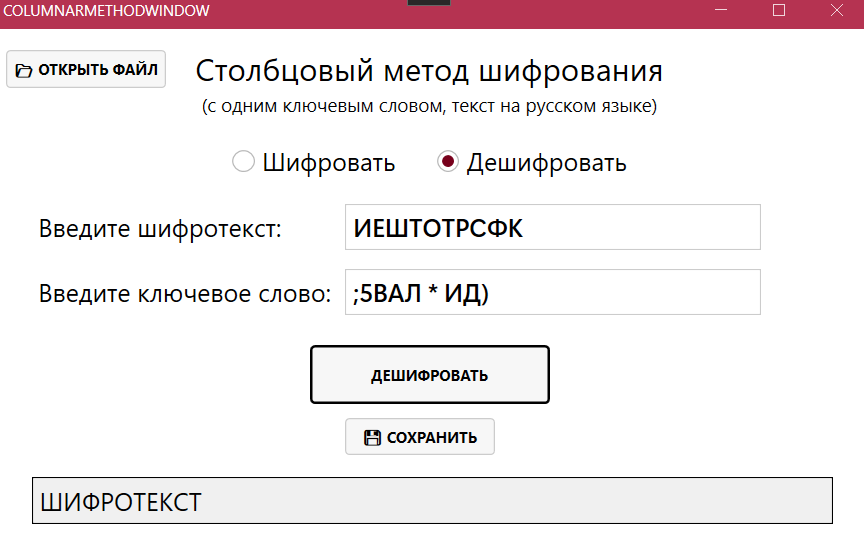 COLUMNARMETHODWINDOW
ОТКРЫТЬ ФАЙЛ
Столбцовый метод шифрования
(с одним ключевым словом, текст на русском языке)
Шифровать Дешифровать
Введите шифротекст: ИЕШТОТРСФК
Введите ключевое слово: ;5ВАЛ * ИД)
ДЕШИФРОВАТЬ
СОХРАНИТЬ
ШИФРОТЕКСТ